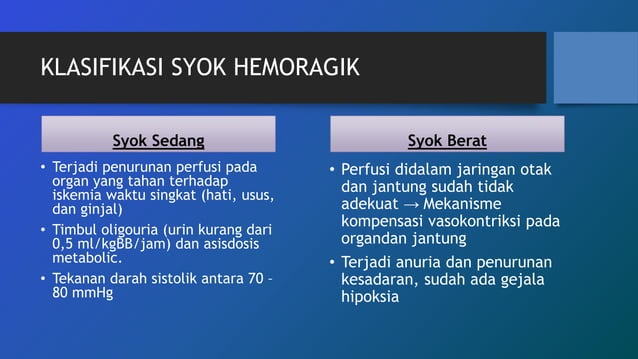 KLASIFIKASI SYOK HEMORAGIK
Syok Sedang
• Terjadi penurunan perfusi pada
organ yang tahan terhadap
iskemia waktu singkat (hati, usus,
dan ginjal)
• Timbul oligouria (urin kurang dari
0,5 ml/kgBB/jam) dan asisdosis
metabolic.
• Tekanan darah sistolik antara 70 –
80 mmHg
Syok Berat
• Perfusi didalam jaringan otak
dan jantung sudah tidak
adekuat → Mekanisme
kompensasi vasokontriksi pada
organdan jantung
• Terjadi anuria dan penurunan
kesadaran, sudah ada gejala
hipoksia